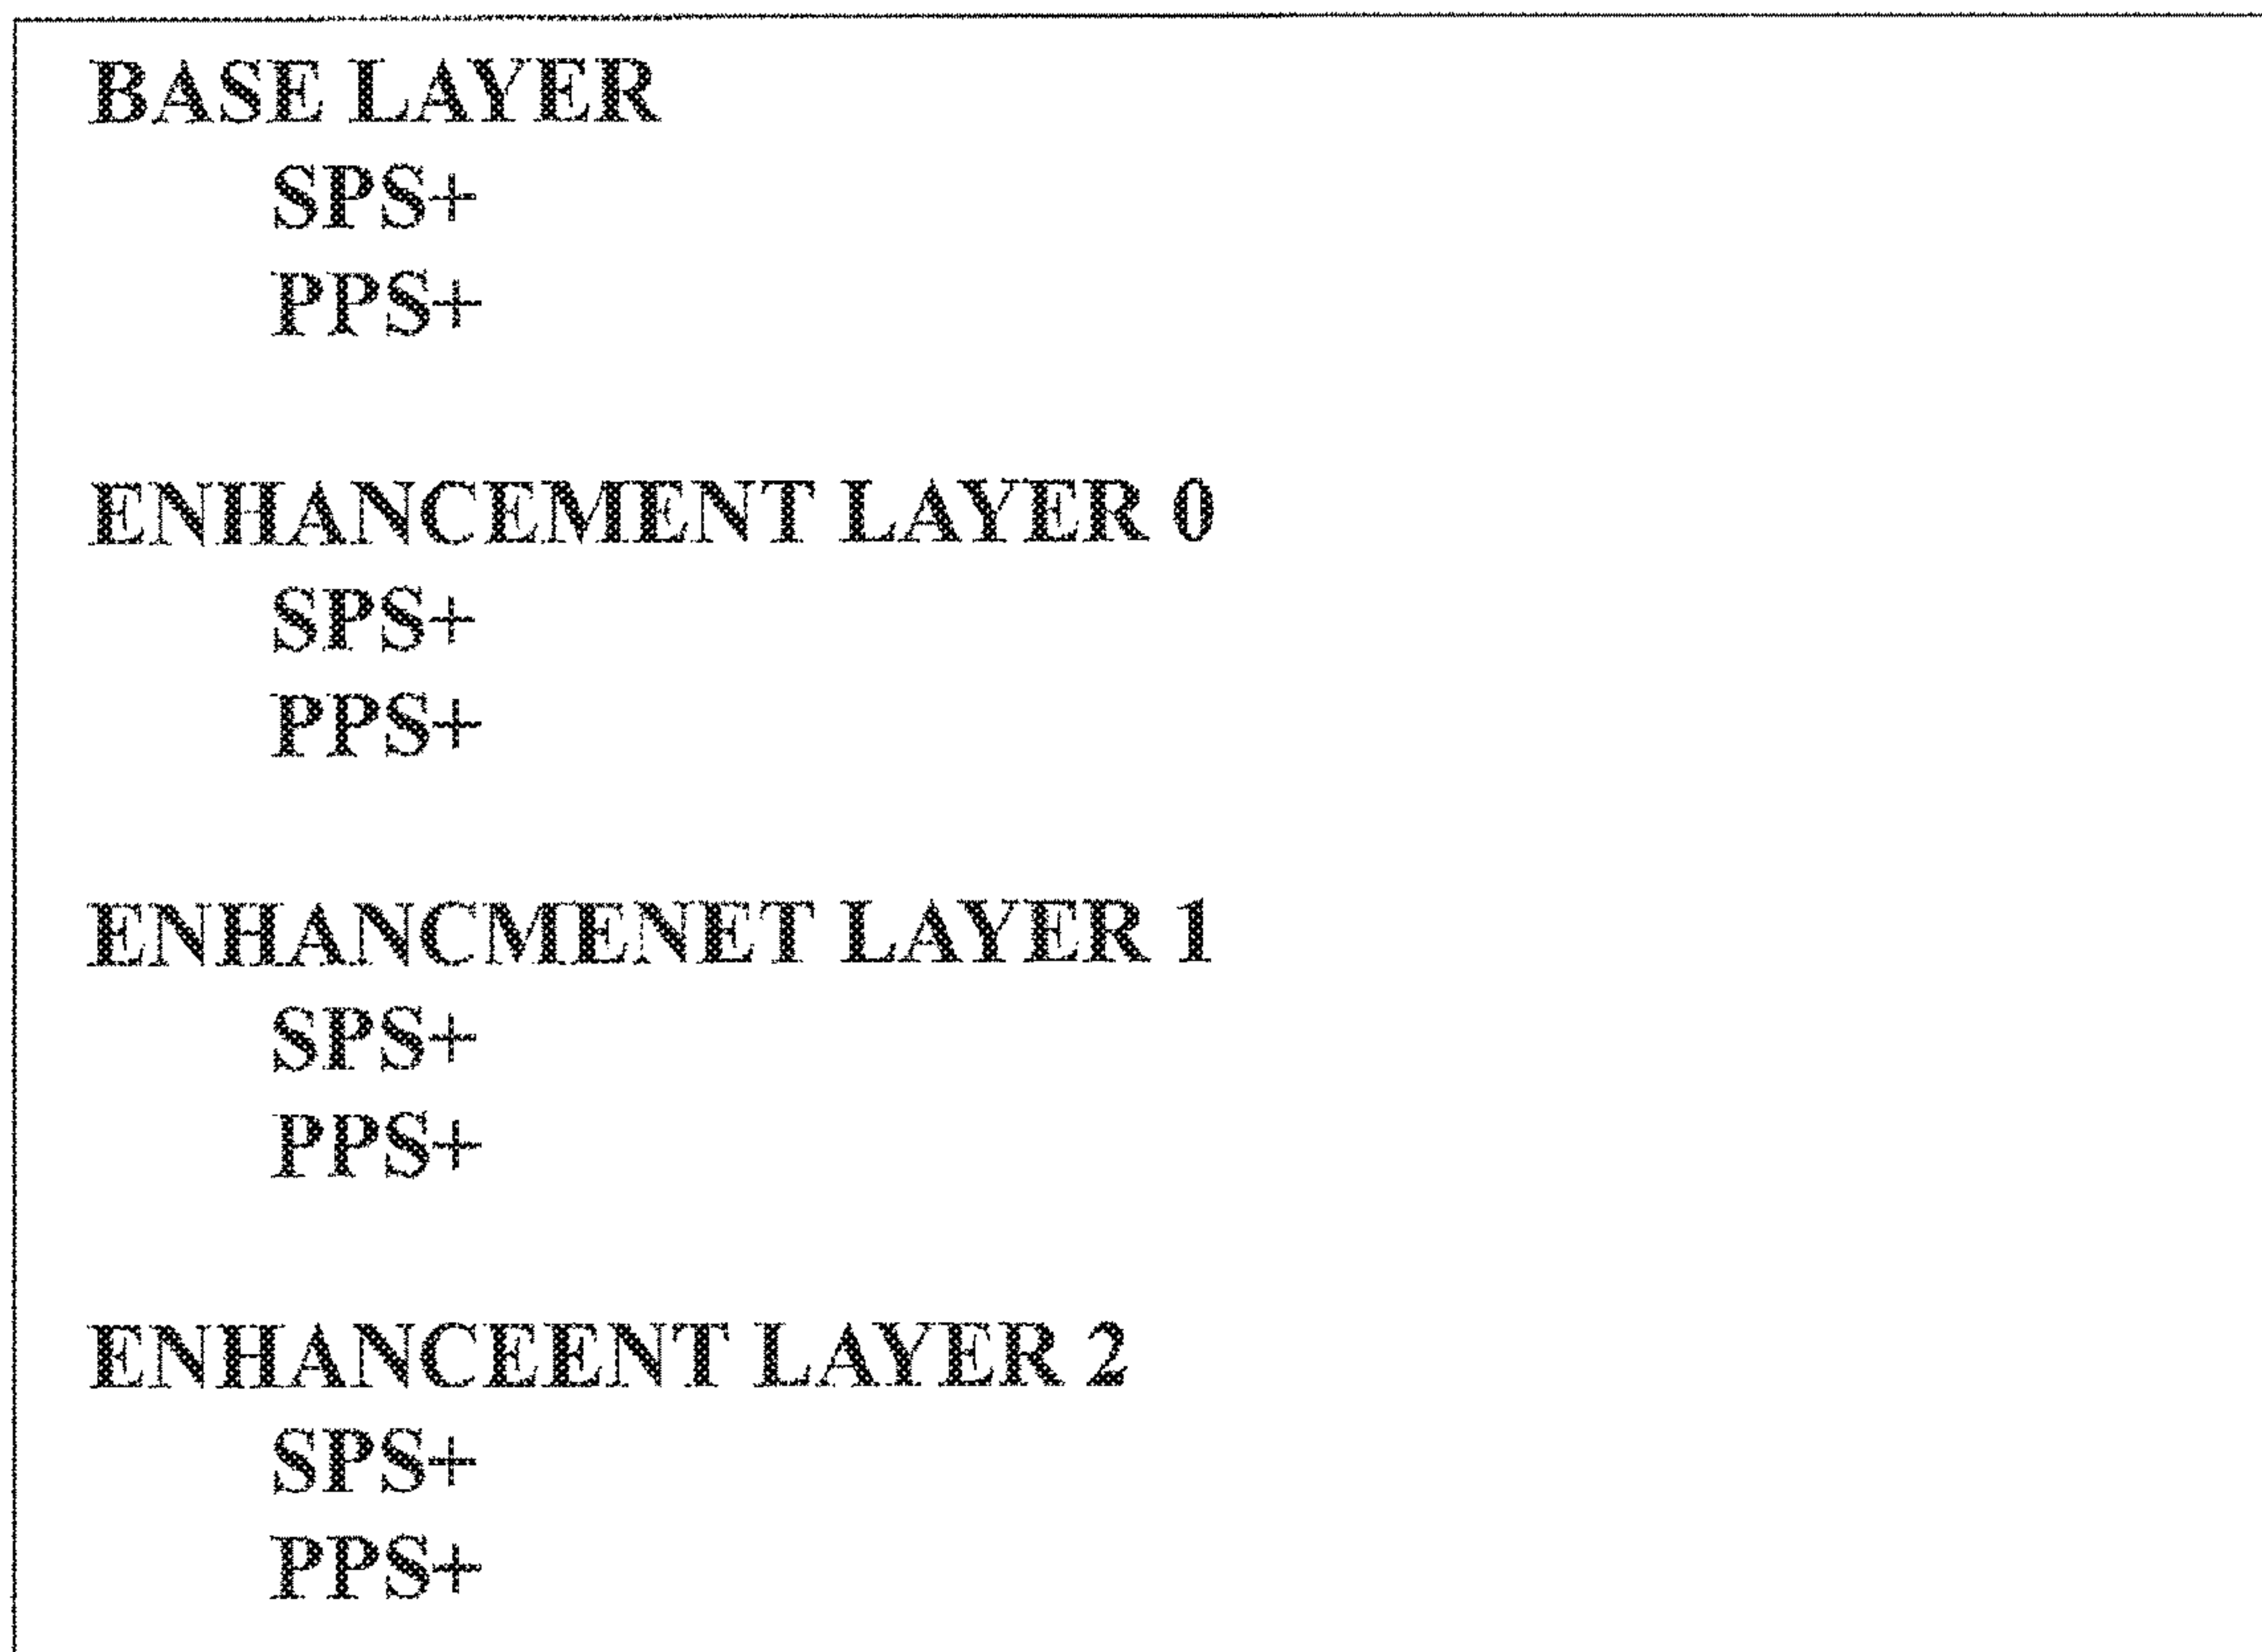 BASE LAYER
SPS+
PPS+
ENHANCEMENT LAYER 0
SPS+
PPS+
ENHANCMENET LAYER 1
SPS+
PPS+
ENHANCEENT LAYER 2
SPS+
PPS+